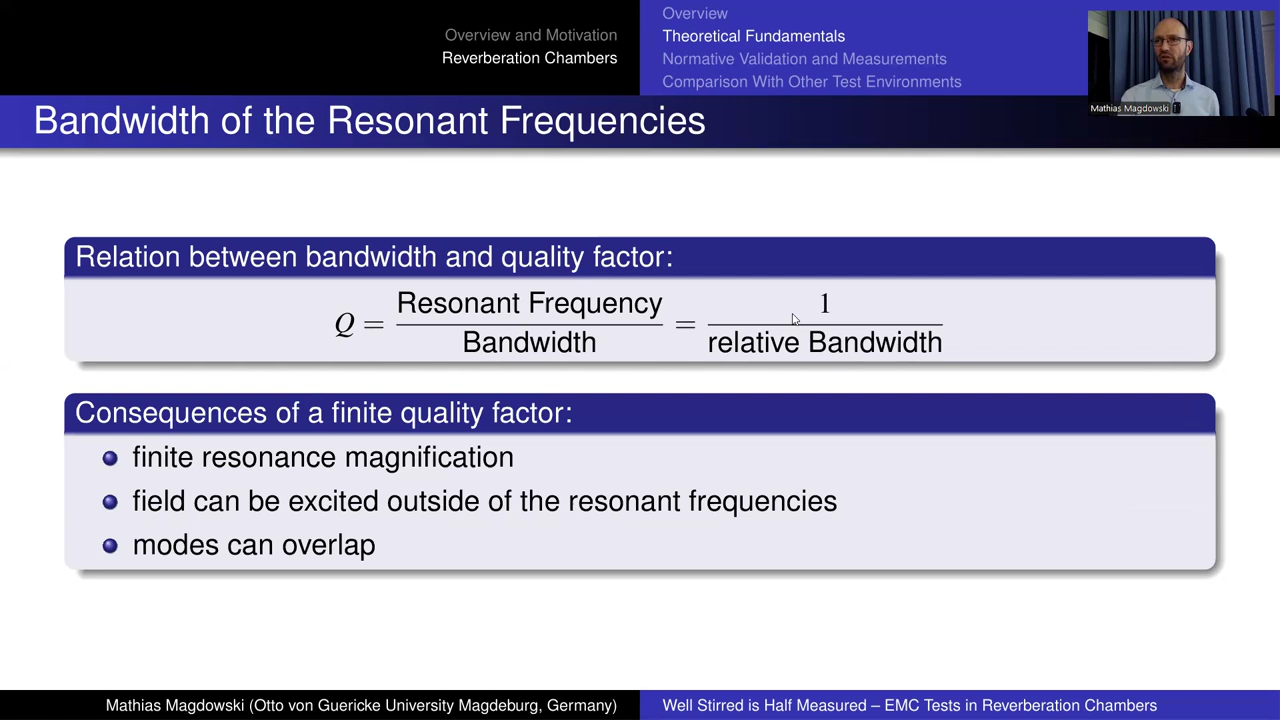 Overview and Motivation
Reverberation Chambers
Overview
Theoretical Fundamentals
Normative Validation and Measurements
Comparison With Other Test Environments
Mathias Magdowski
Bandwidth of the Resonant Frequencies
Relation between bandwidth and quality factor:
Q = Resonant Frequency / Bandwidth = 1 / relative Bandwidth
Consequences of a finite quality factor:
finite resonance magnification
field can be excited outside of the resonant frequencies
modes can overlap
Mathias Magdowski (Otto von Guericke University Magdeburg, Germany)
Well Stirred is Half Measured – EMC Tests in Reverberation Chambers